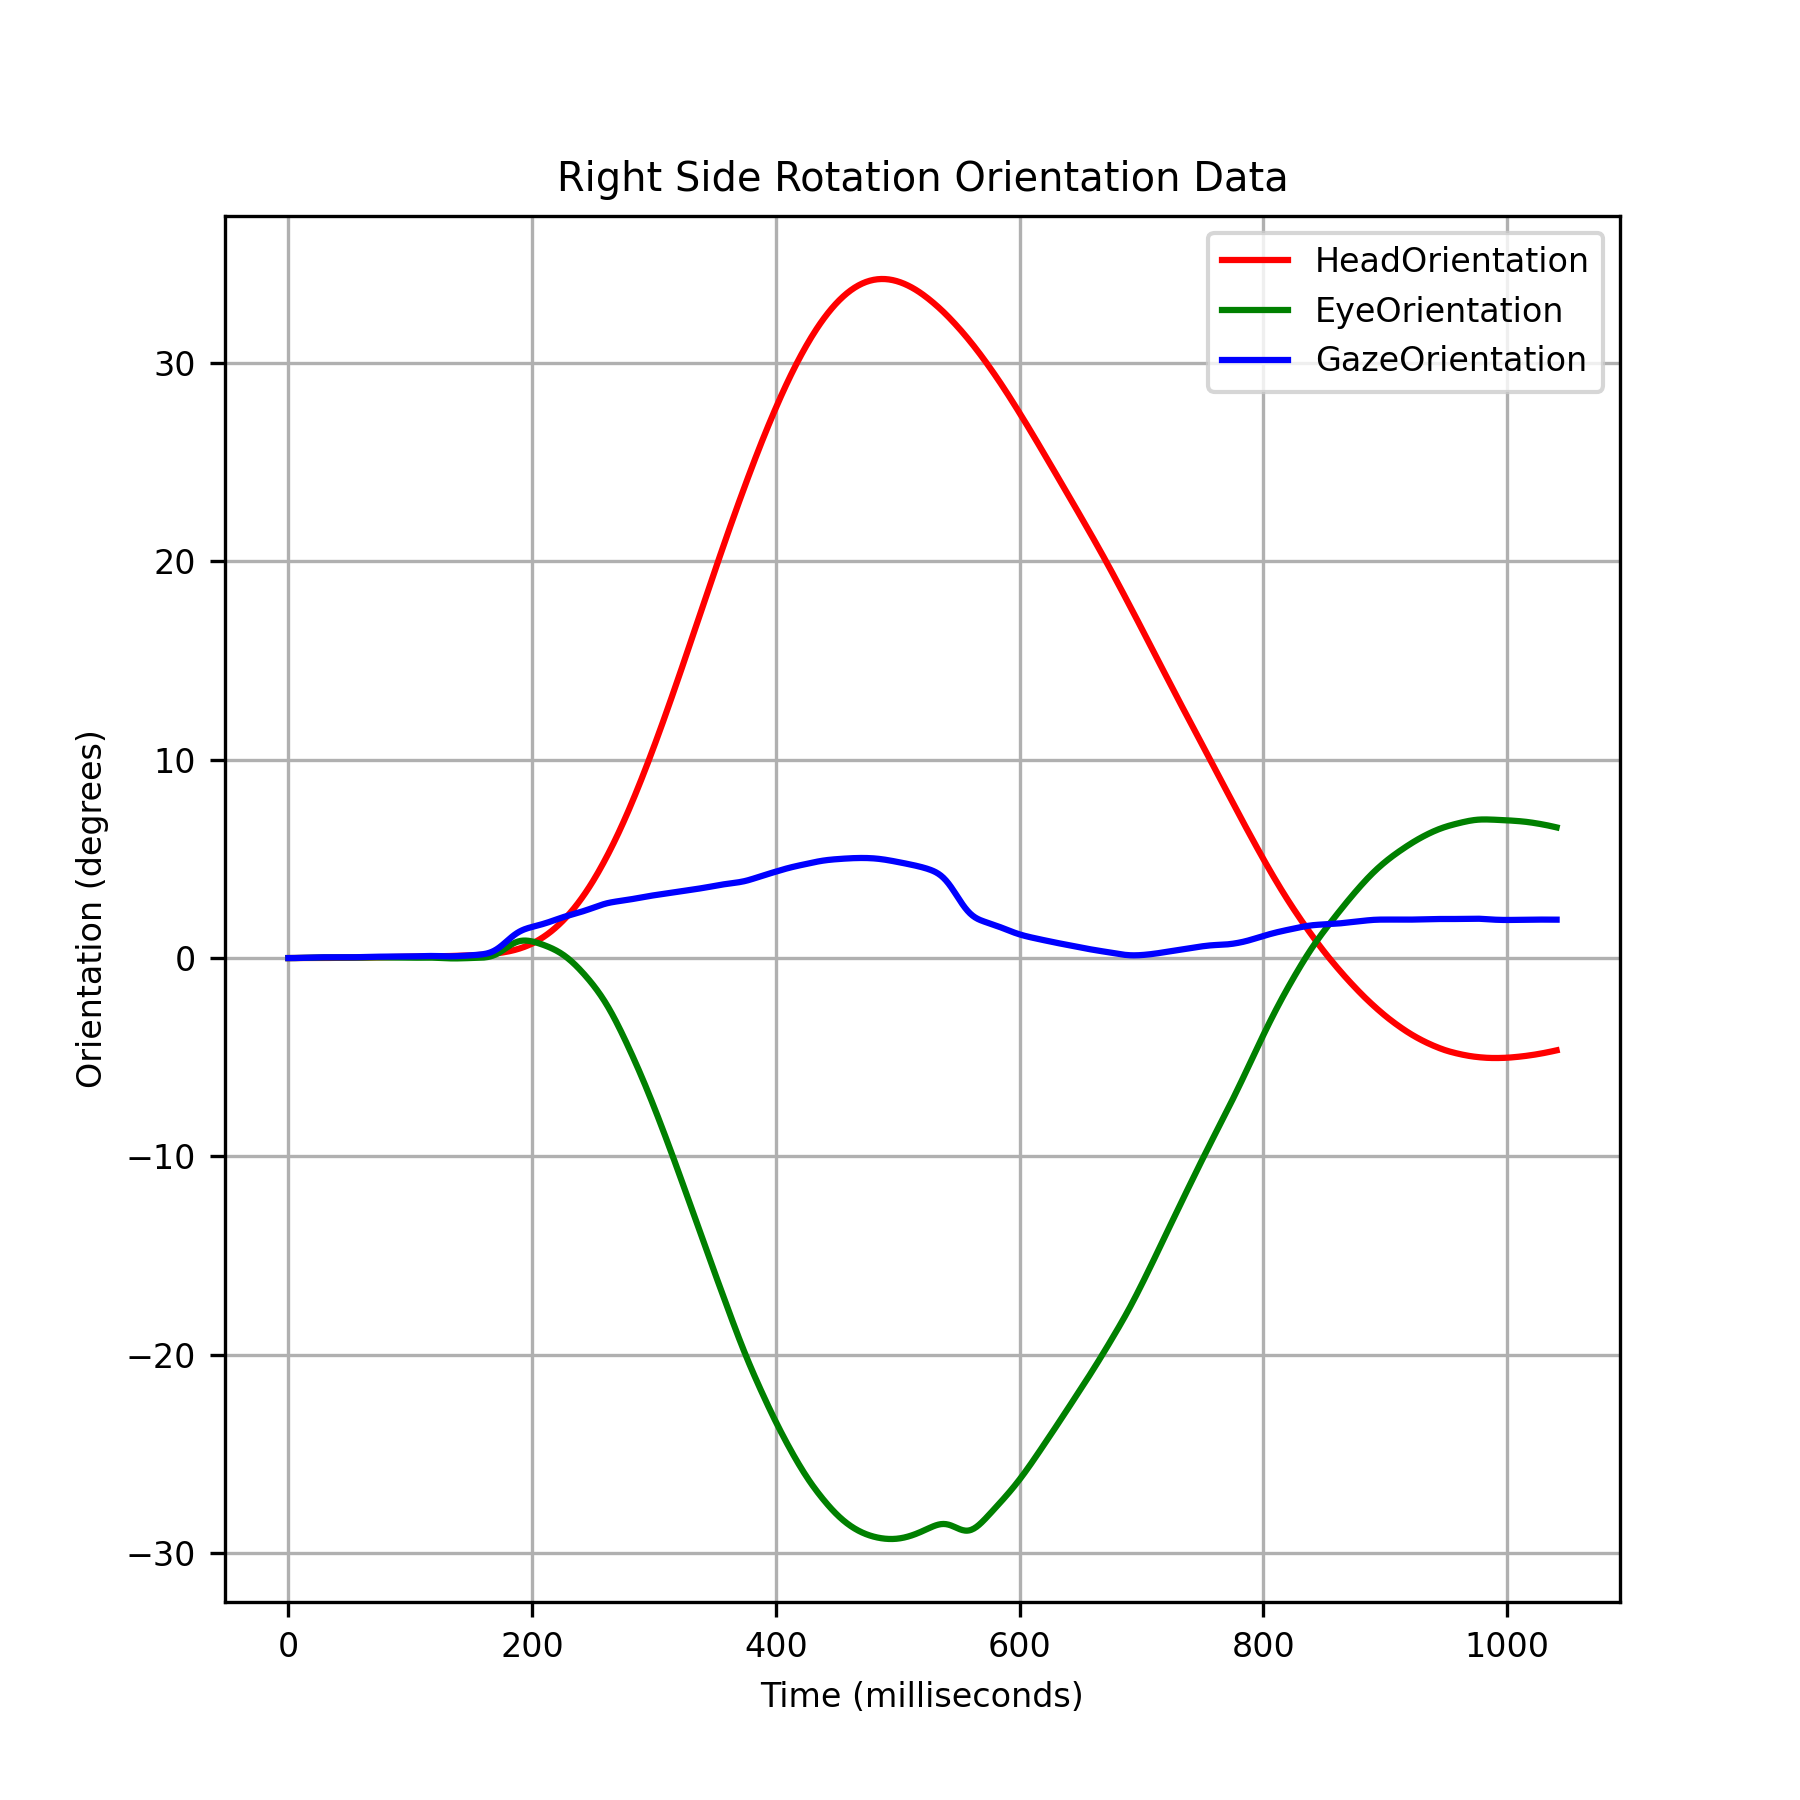 Right Side Rotation Orientation Data
HeadOrientation
EyeOrientation
GazeOrientation
30
20
10
0
−10
−20
−30
Orientation (degrees)
0 200 400 600 800 1000
Time (milliseconds)